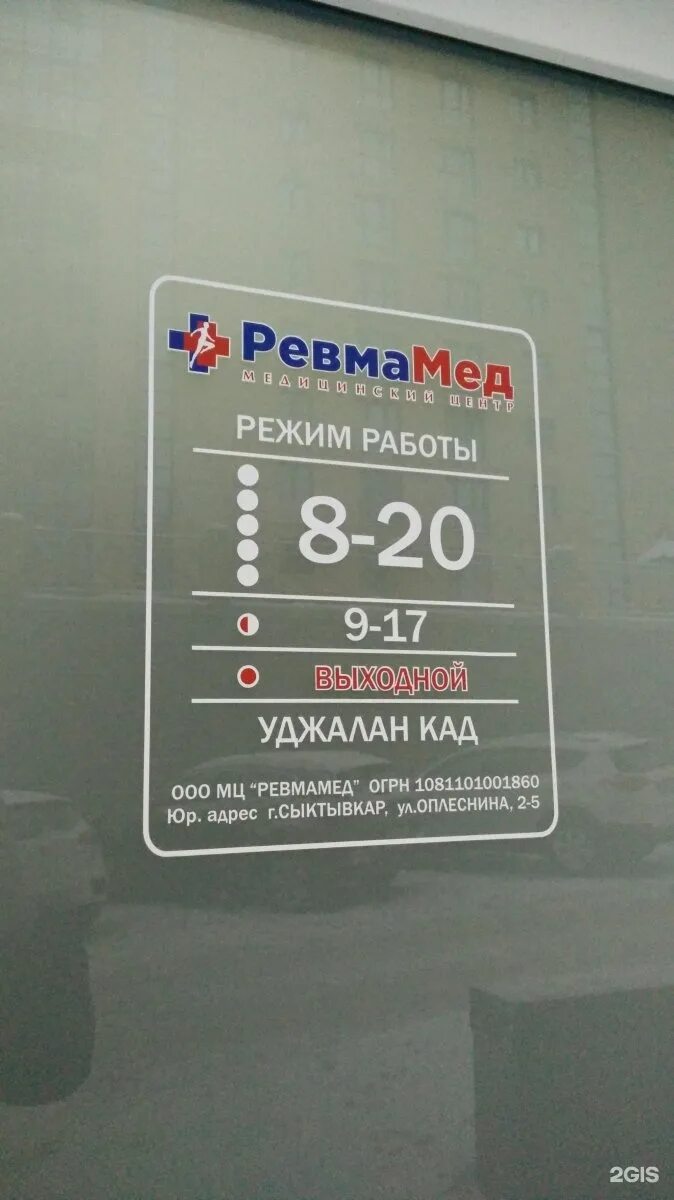 РевмаМед
МЕДИЦИНСКИЙ ЦЕНТР
РЕЖИМ РАБОТЫ
8-20
9-17
ВЫХОДНОЙ
УДЖАЛАН КАД
ООО МЦ "РЕВМАМЕД" ОГРН 1081101001860
Юр. адрес г.СЫКТЫВКАР, ул.ОПЛЕСНИНА, 2-5
2GIS